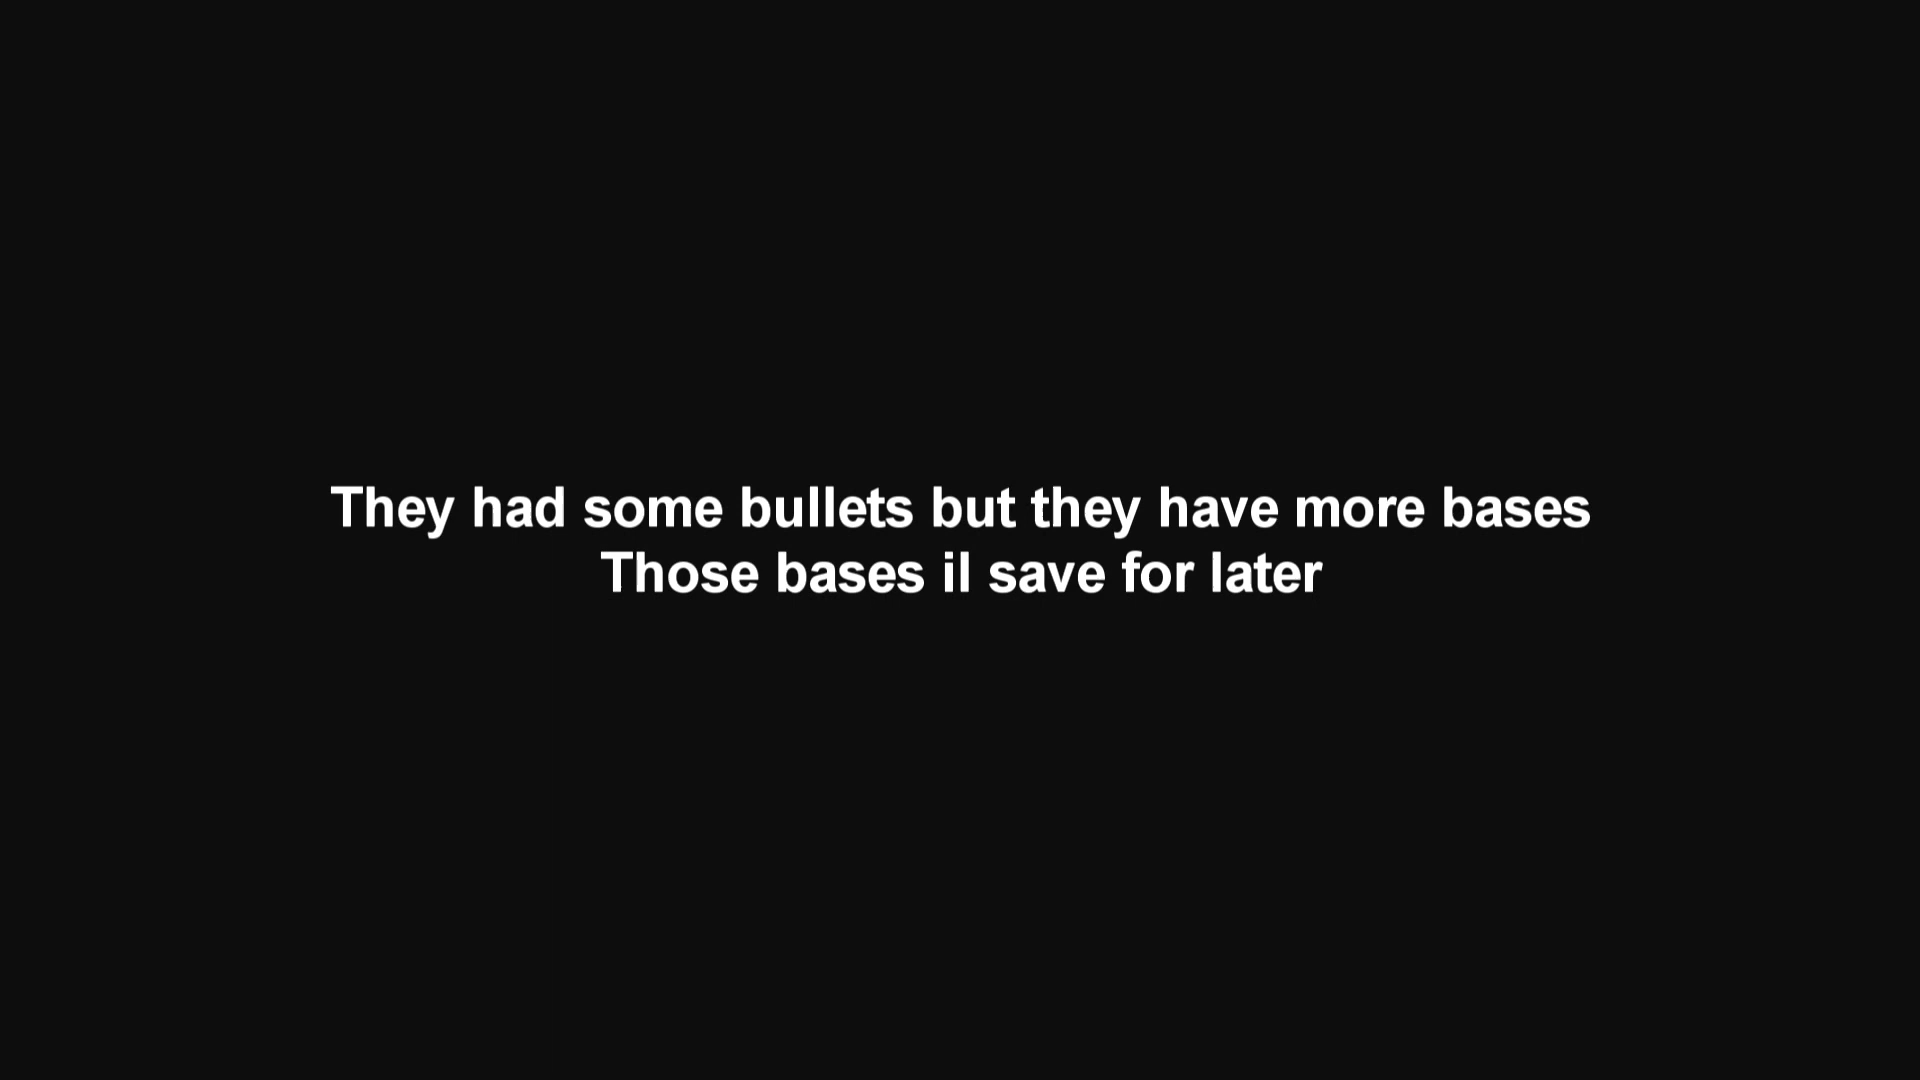 They had some bullets but they have more bases
Those bases il save for later